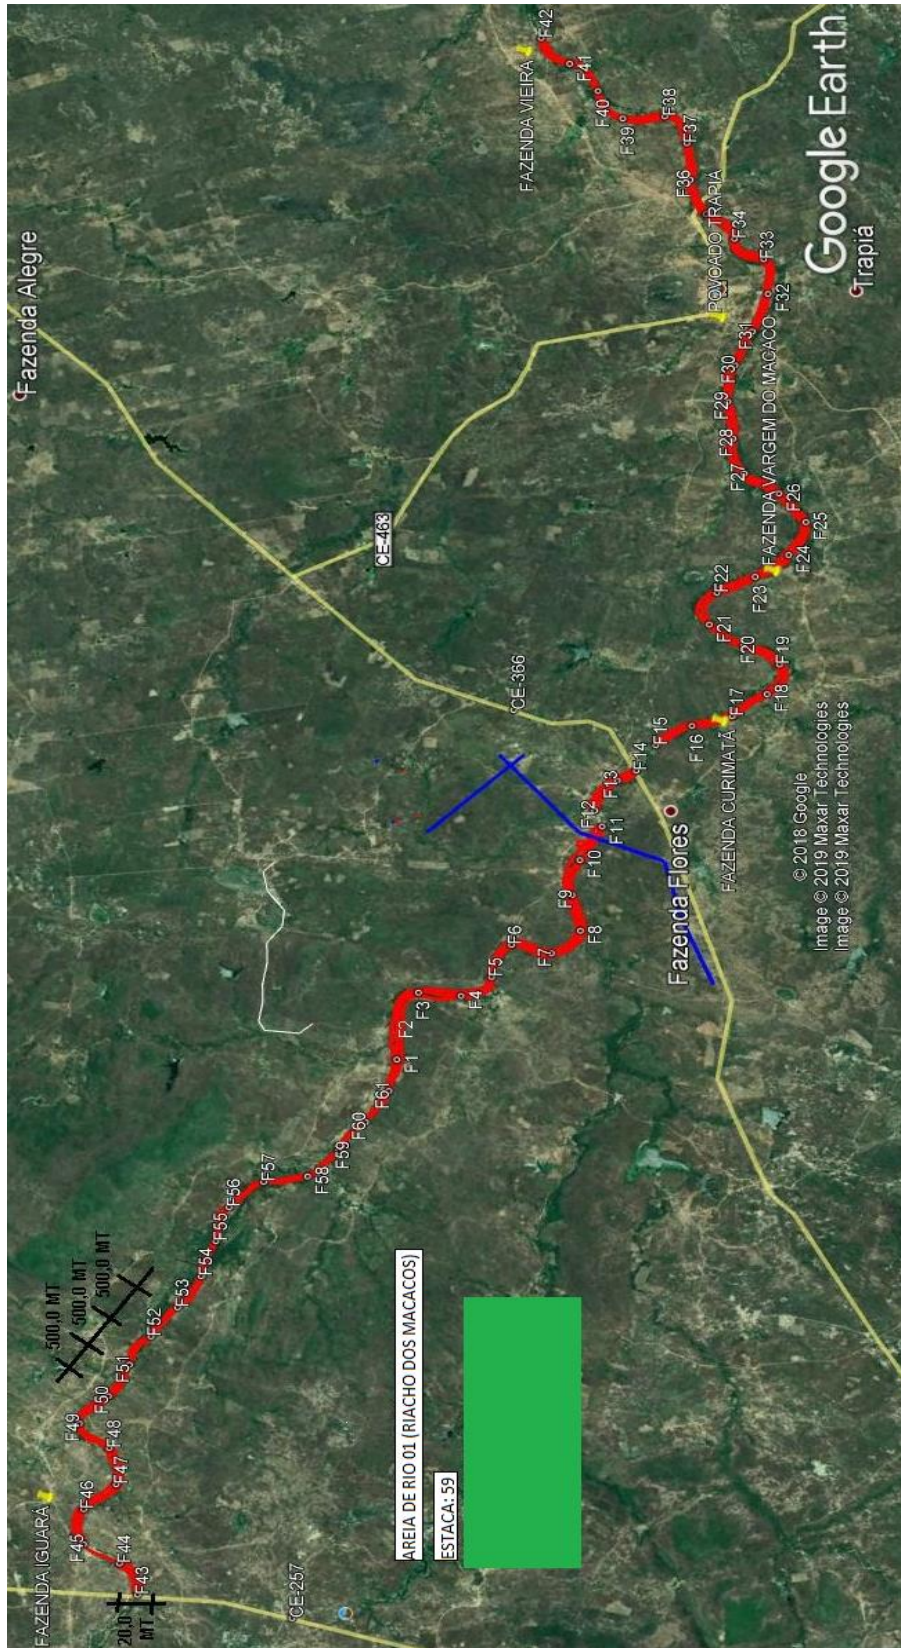 FAZENDA IGUARÁ
20,0
MT
F43
F44
F45
F46
F47
F48
F49
F50
F51
F52
F53
F54
F55
F56
F57
F58
F59
F60
F61
500,0 MT
500,0 MT
500,0 MT
CE-257
AREIA DE RIO 01 (RIACHO DOS MACACOS)
ESTACA: 59
F1
F2
F3
F4
F5
F6
F7
F8
F9
F10
F11
F12
F13
F14
F15
F16
F17
F18
F19
F20
F21
F22
F23
F24
F25
F26
F27
F28
F29
F30
F31
F32
F33
F34
F36
F37
F38
F39
F40
F41
F42
Fazenda Flores
FAZENDA CURIMATÃ
CE-366
CE-463
Fazenda Alegre
FAZENDA VARGEM DO MACACO
POVOADO TRAPIÁ
FAZENDA VIEIRA
Trapiá
© 2018 Google
Image © 2019 Maxar Technologies
Image © 2019 Maxar Technologies
Google Earth